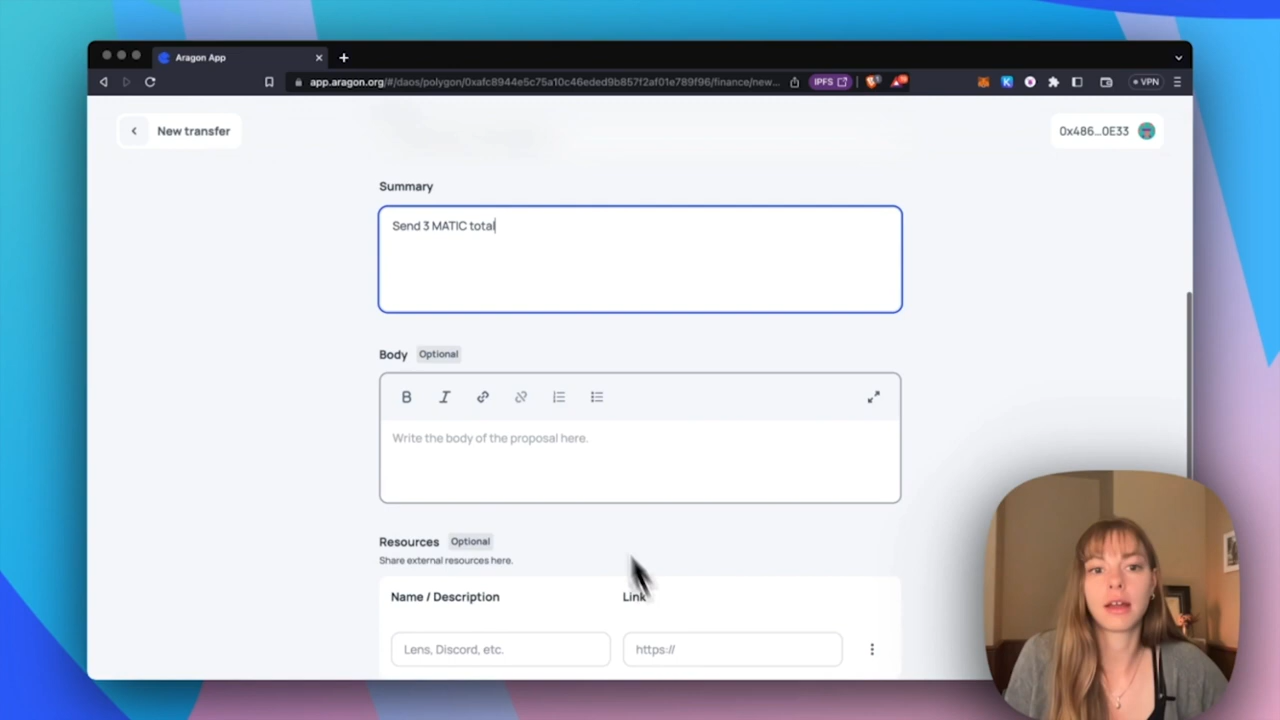 Aragon App
app.aragon.org/#/daos/polygon/0xafc8944e5c75a10c46eded9b857f2af01e789f96/finance/new...
IPFS
VPN
New transfer
0x486...0E33
Summary
Send 3 MATIC total
Body Optional
B I
Write the body of the proposal here.
Resources Optional
Share external resources here.
Name / Description Link
Lens, Discord, etc. https://